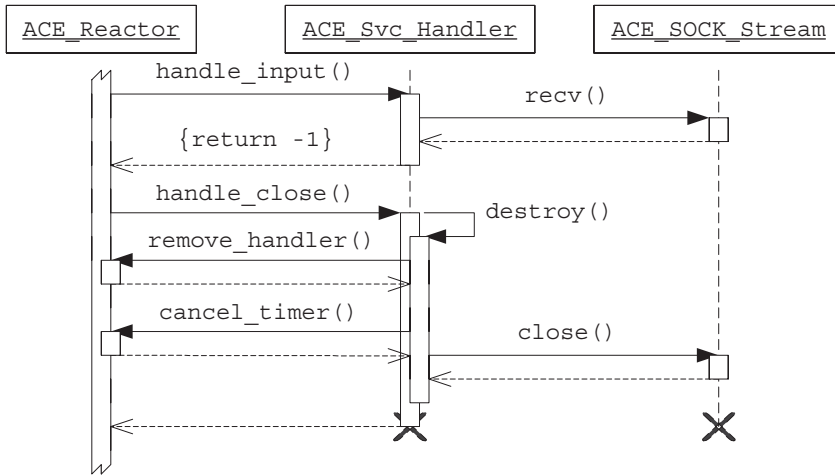 ACE_Reactor ACE_Svc_Handler ACE_SOCK_Stream
handle_input()
recv()
{return -1}
handle_close()
destroy()
remove_handler()
cancel_timer()
close()